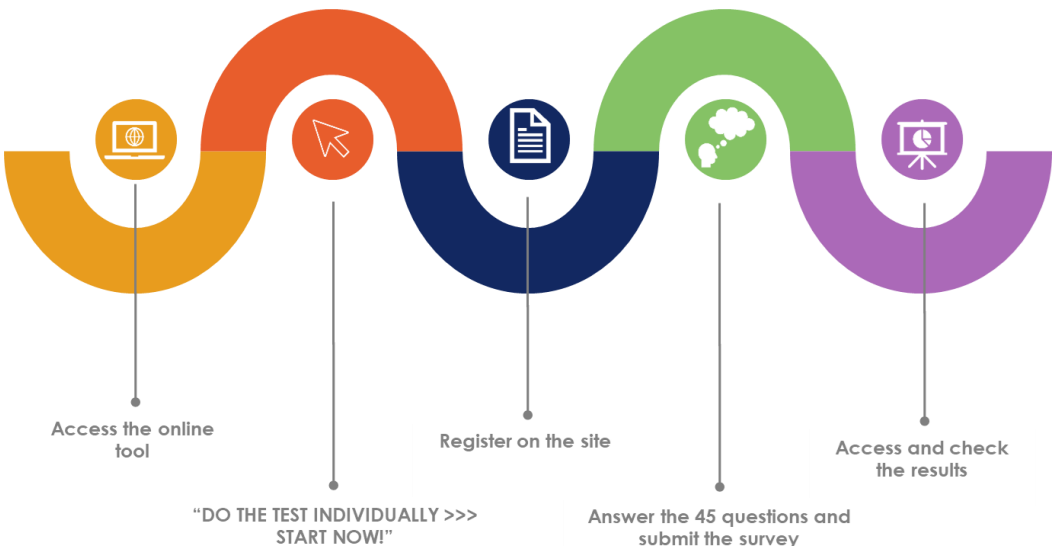 Access the online
tool
“DO THE TEST INDIVIDUALLY >>>
START NOW!”
Register on the site
Answer the 45 questions and
submit the survey
Access and check
the results